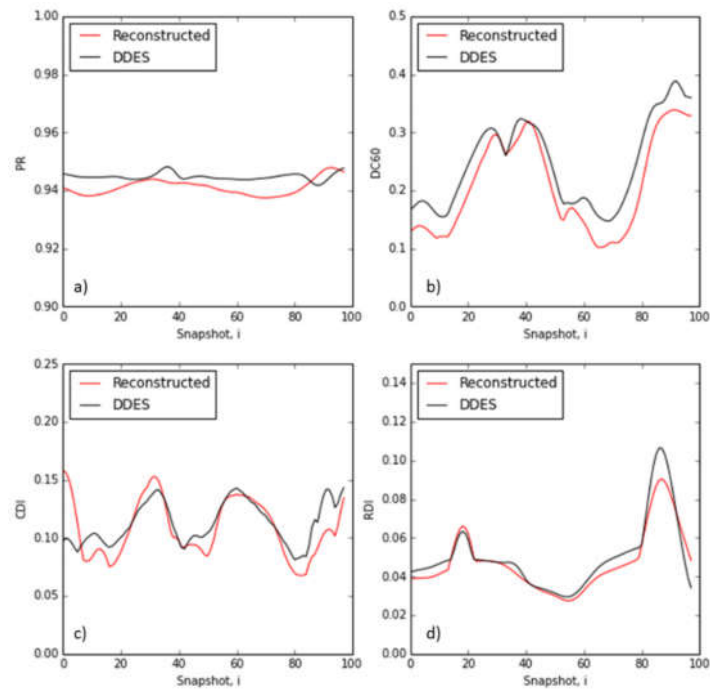 1.00
0.98
0.96
0.94
0.92
0.90
PR
Reconstructed
DDES
a)
0 20 40 60 80 100
Snapshot, i
0.5
0.4
0.3
0.2
0.1
0.0
DC60
Reconstructed
DDES
b)
0 20 40 60 80 100
Snapshot, i
0.25
0.20
0.15
0.10
0.05
0.00
CDI
Reconstructed
DDES
c)
0 20 40 60 80 100
Snapshot, i
0.14
0.12
0.10
0.08
0.06
0.04
0.02
0.00
RDI
Reconstructed
DDES
d)
0 20 40 60 80 100
Snapshot, i